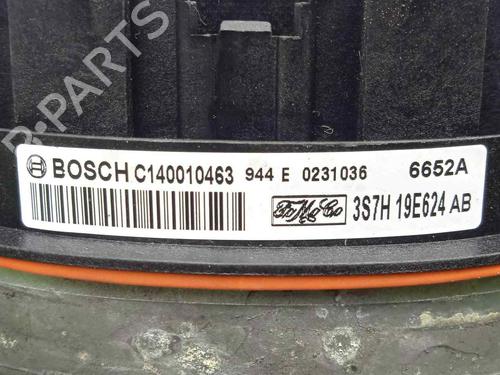 B-PARTS
BOSCH C140010463 944 E 0231036 6652A
FoMoCo 3S7H 19E624 AB